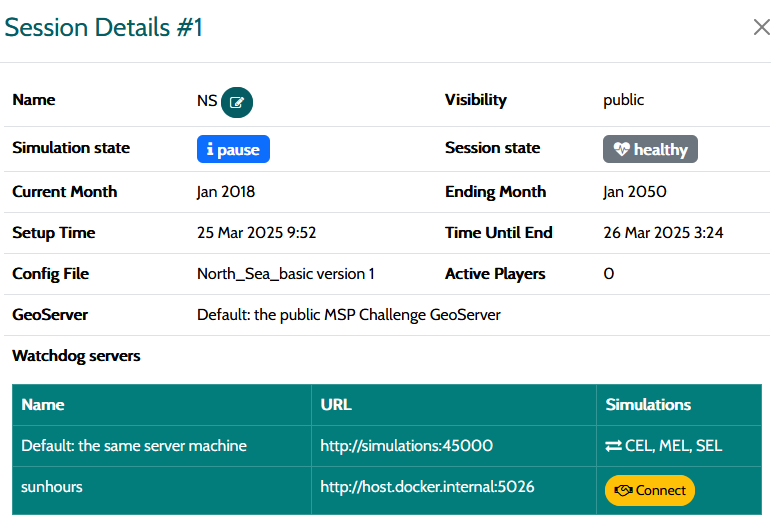 Session Details #1
Name NS Visibility public
Simulation state pause Session state healthy
Current Month Jan 2018 Ending Month Jan 2050
Setup Time 25 Mar 2025 9:52 Time Until End 26 Mar 2025 3:24
Config File North_Sea_basic version 1 Active Players 0
GeoServer Default: the public MSP Challenge GeoServer
Watchdog servers
Name URL Simulations
Default: the same server machine http://simulations:45000 CEL, MEL, SEL
sunhours http://host.docker.internal:5026 Connect